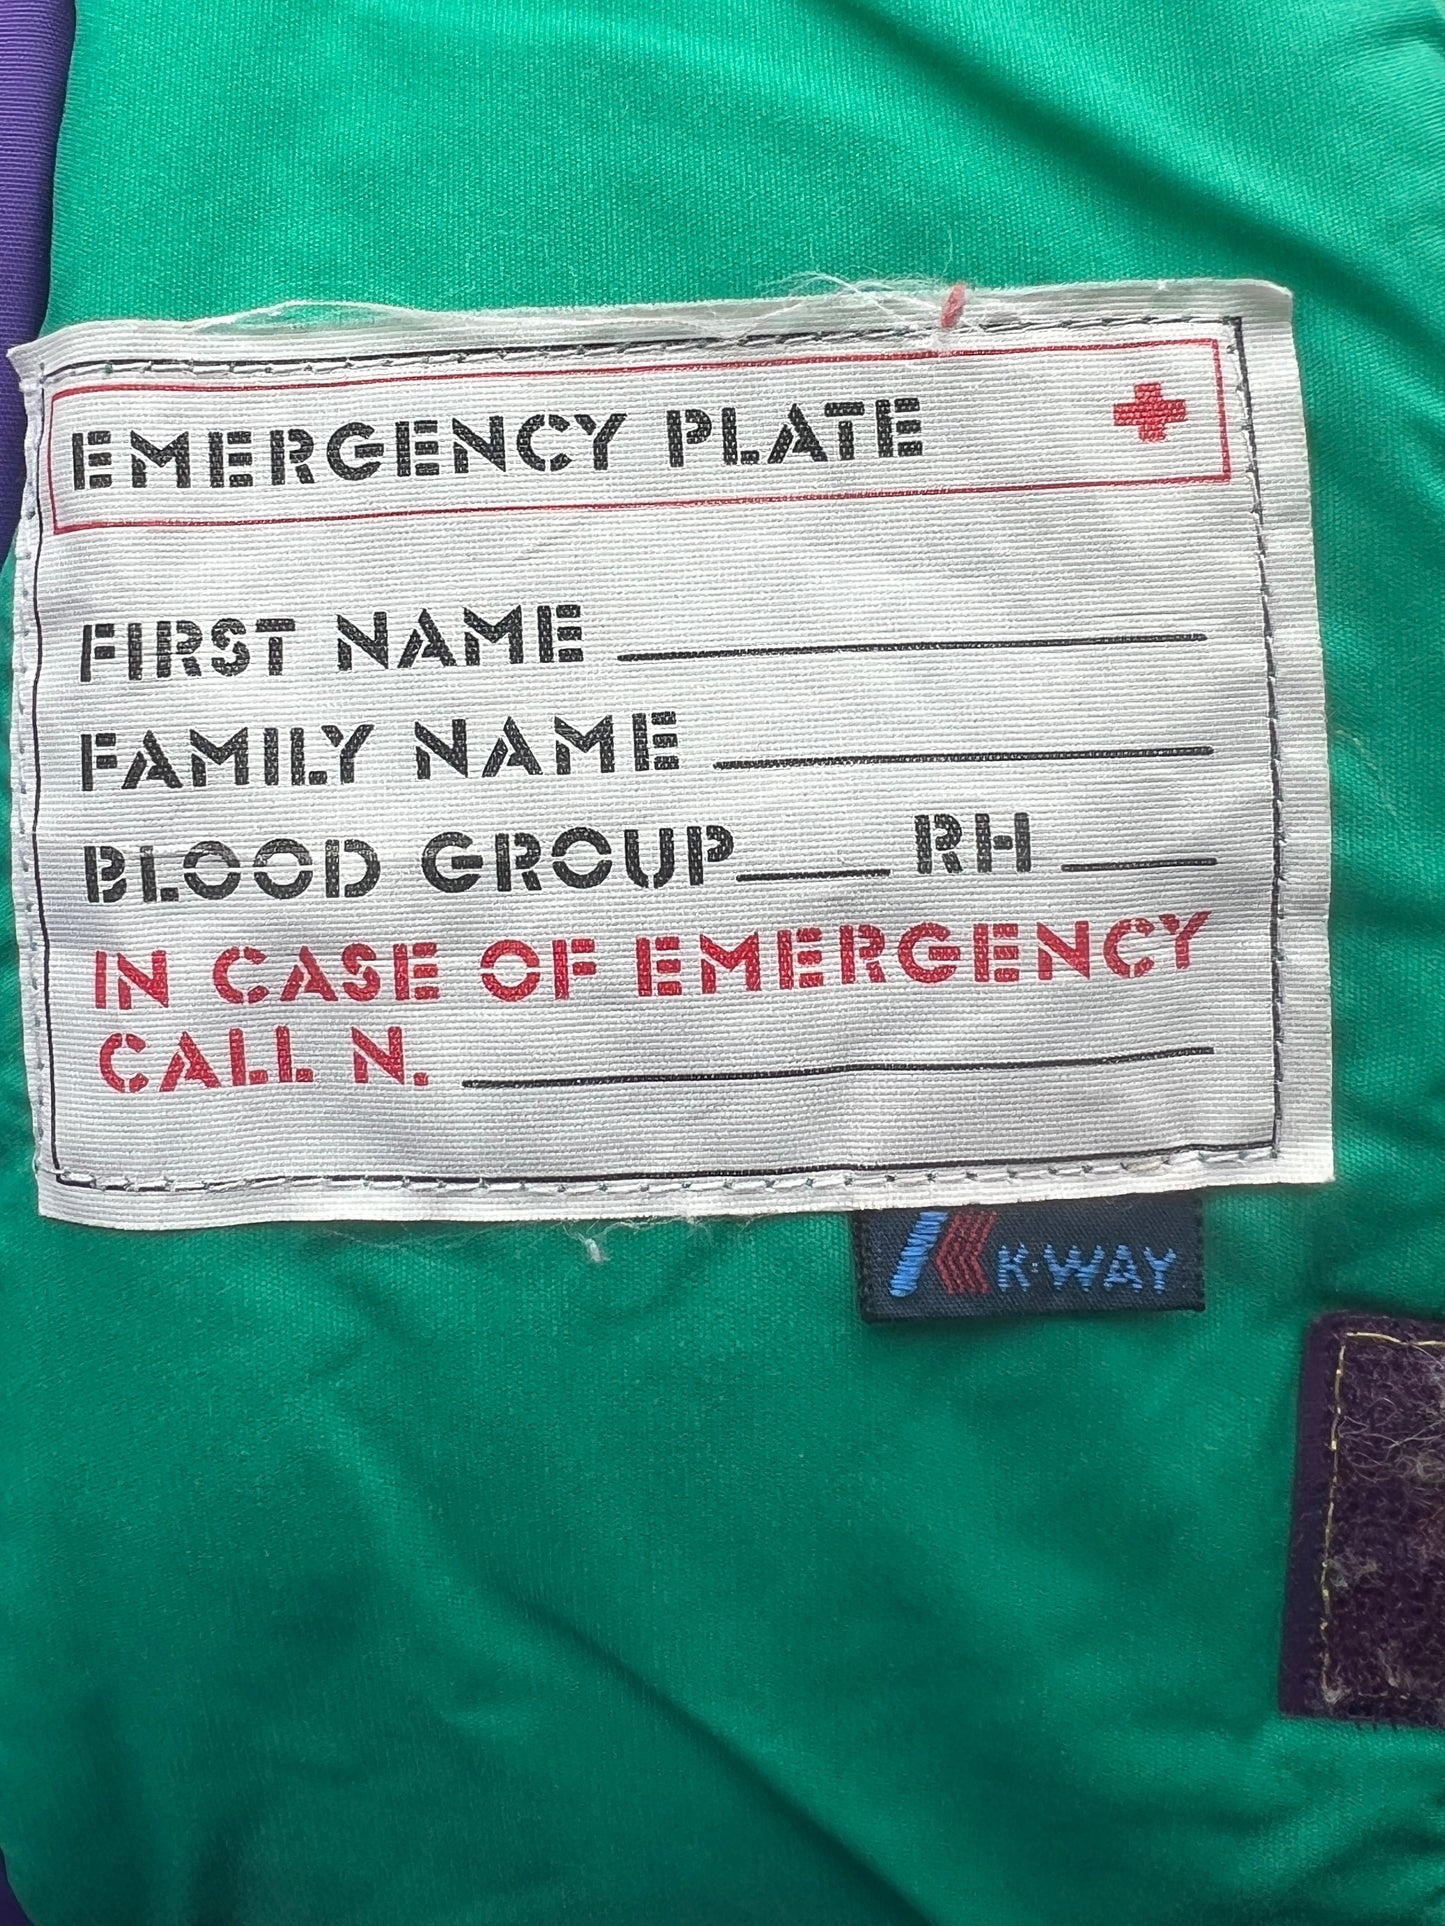 EMERGENCY PLATE
FIRST NAME
FAMILY NAME
BLOOD GROUP RH
IN CASE OF EMERGENCY
CALL N.
K·WAY